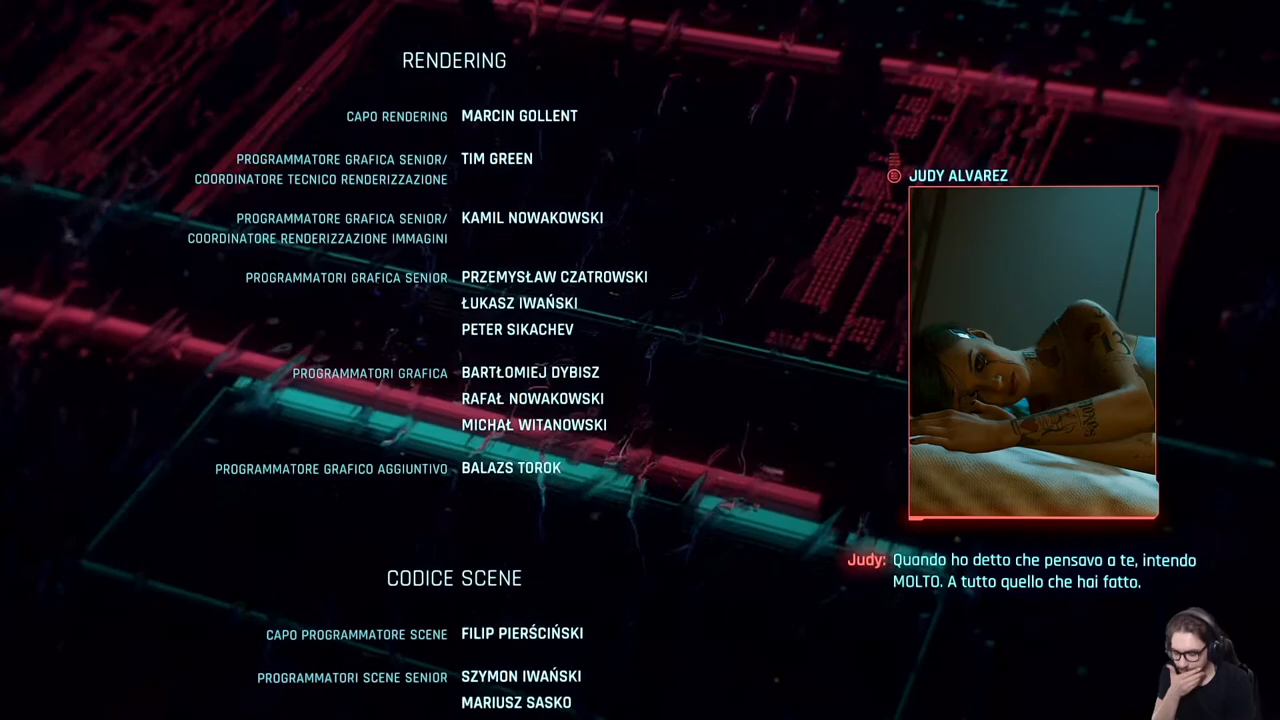 RENDERING
CAPO RENDERING MARCIN GOLLENT
PROGRAMMATORE GRAFICA SENIOR/ TIM GREEN
COORDINATORE TECNICO RENDERIZZAZIONE
PROGRAMMATORE GRAFICA SENIOR/ KAMIL NOWAKOWSKI
COORDINATORE RENDERIZZAZIONE IMMAGINI
PROGRAMMATORI GRAFICA SENIOR PRZEMYSŁAW CZATROWSKI
ŁUKASZ IWAŃSKI
PETER SIKACHEV
PROGRAMMATORI GRAFICA BARTŁOMIEJ DYBISZ
RAFAŁ NOWAKOWSKI
MICHAŁ WITANOWSKI
PROGRAMMATORE GRAFICO AGGIUNTIVO BALAZS TOROK
CODICE SCENE
CAPO PROGRAMMATORE SCENE FILIP PIERŚCIŃSKI
PROGRAMMATORI SCENE SENIOR SZYMON IWAŃSKI
MARIUSZ SASKO
JUDY ALVAREZ
13
Judy: Quando ho detto che pensavo a te, intendo
MOLTO. A tutto quello che hai fatto.